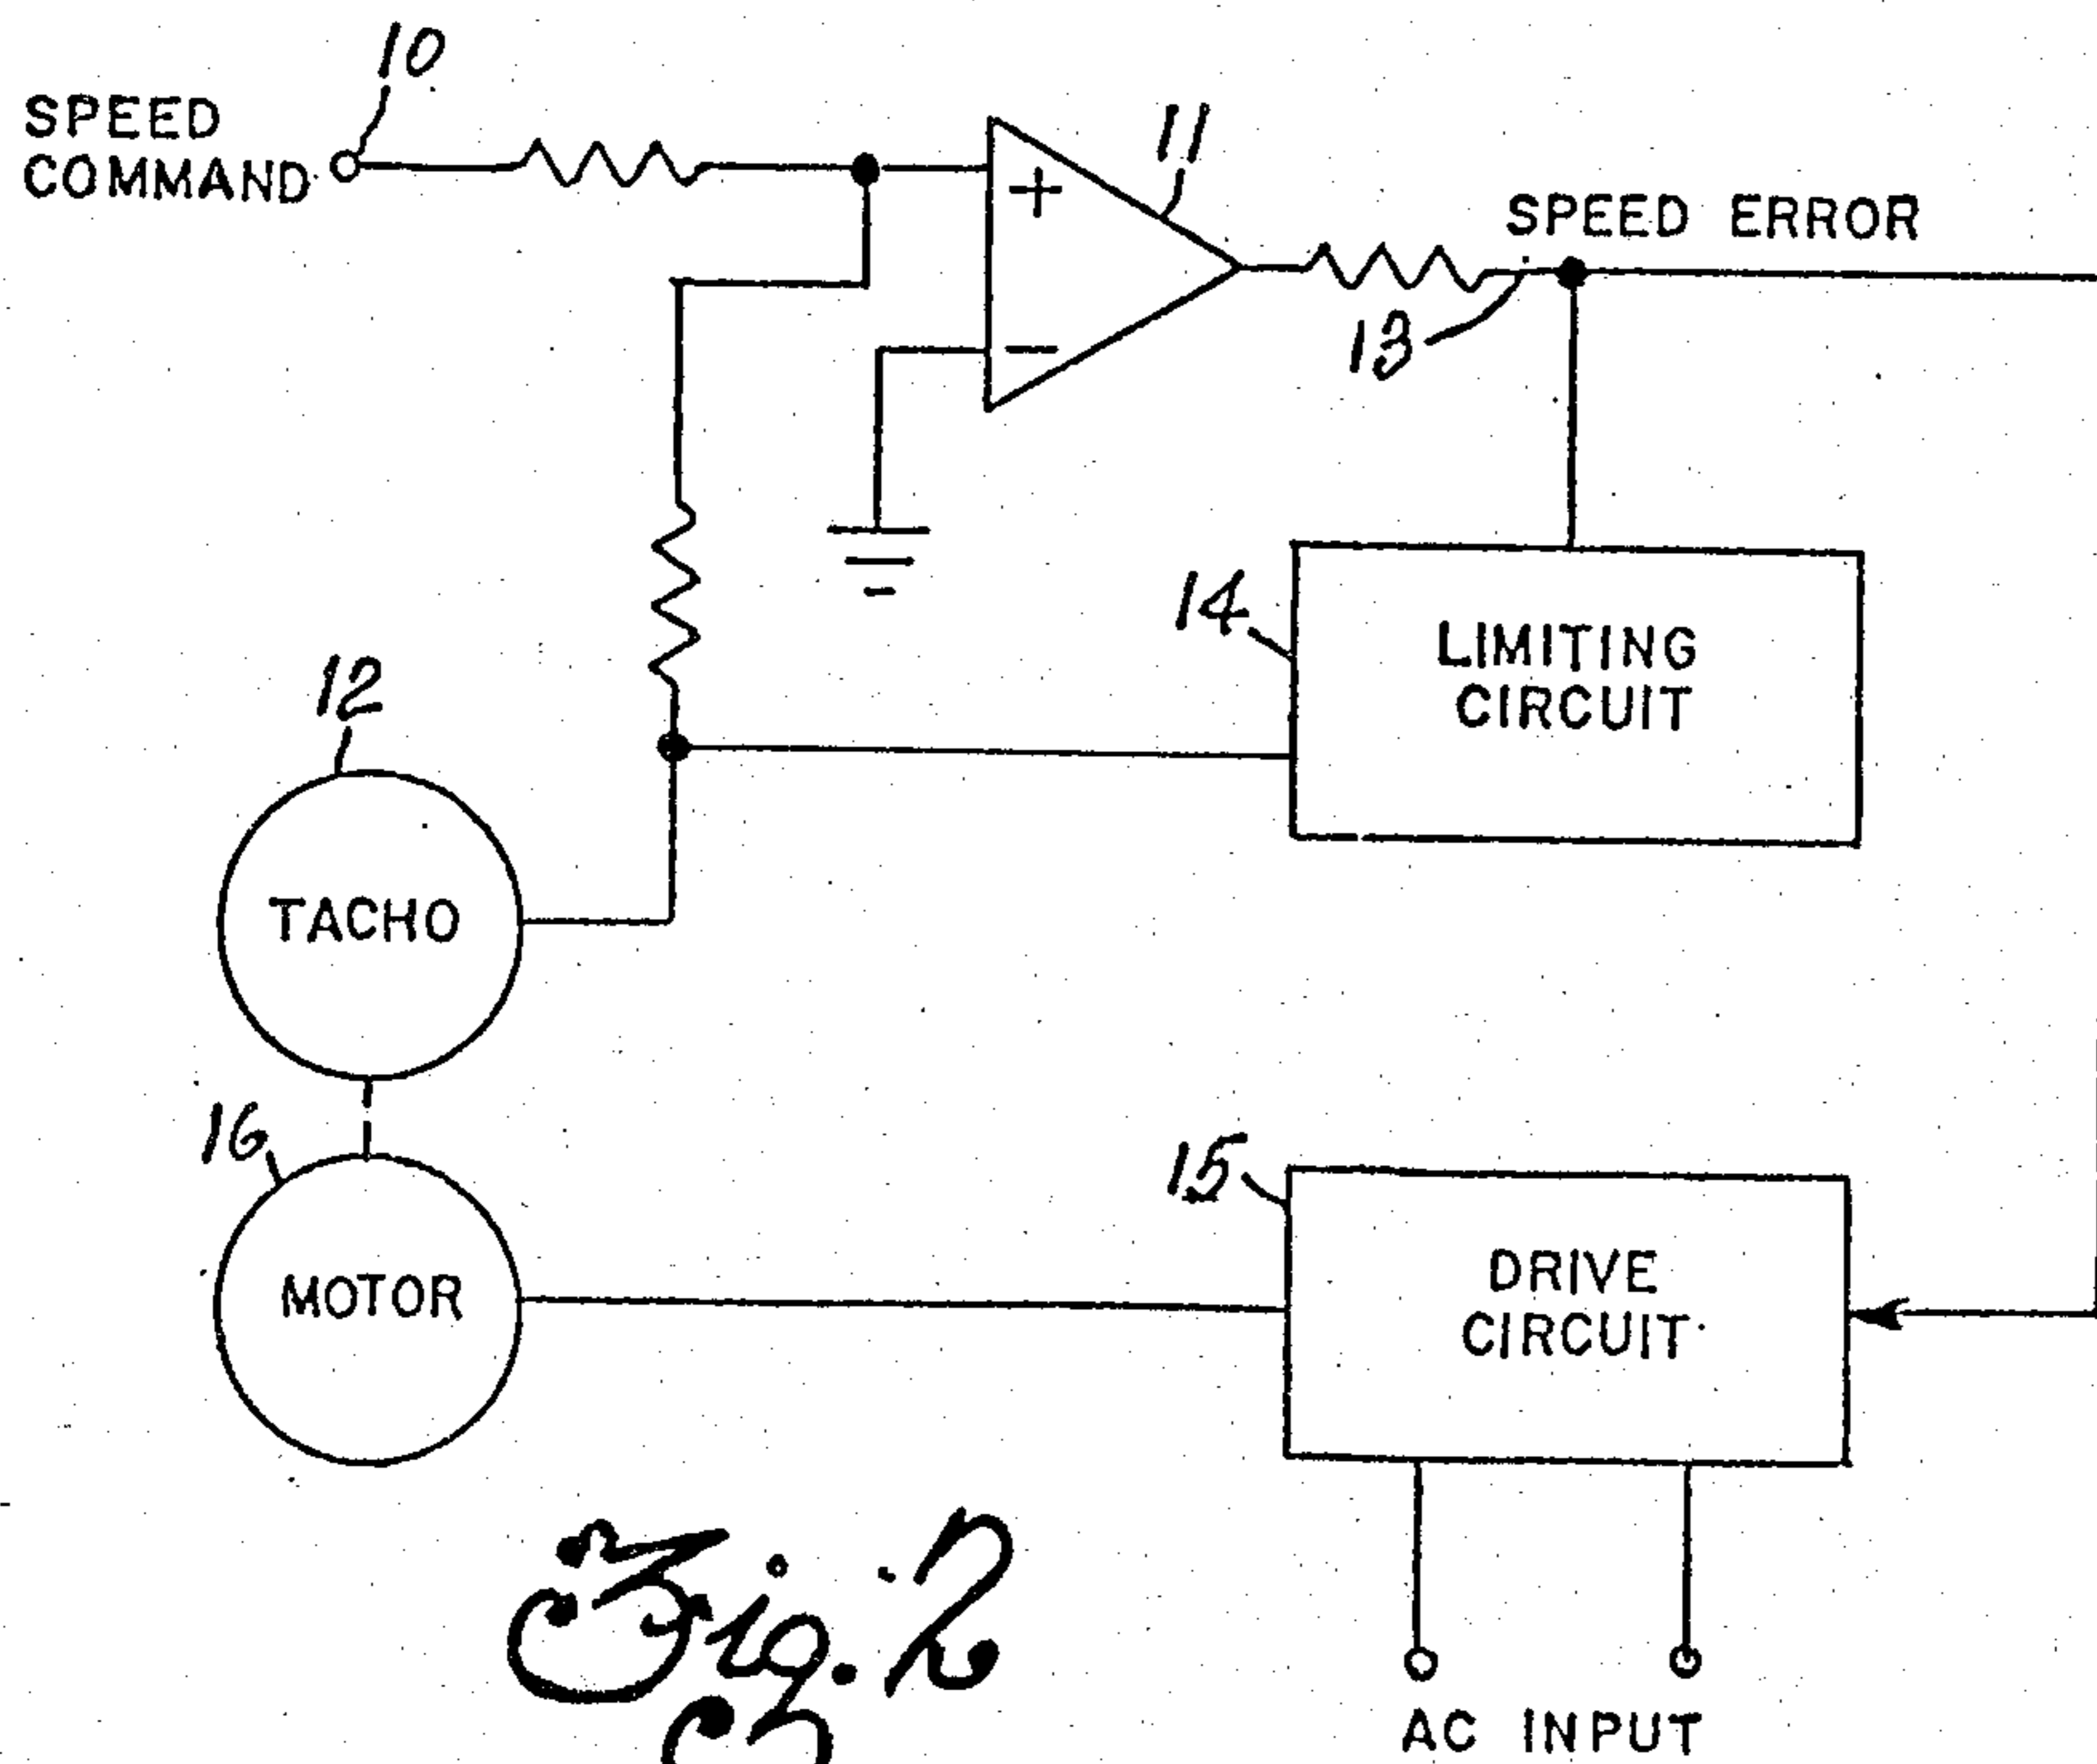 10
SPEED
COMMAND
11
+
SPEED ERROR
13
−
14
LIMITING
CIRCUIT
12
TACHO
16
15
MOTOR
DRIVE
CIRCUIT
Fig. 2
AC INPUT